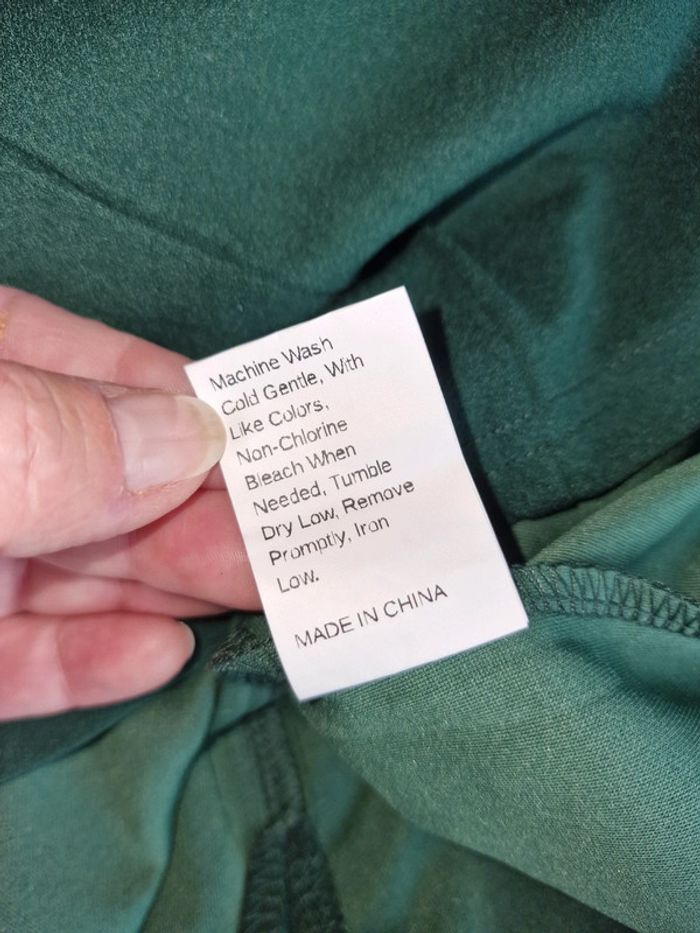 Machine Wash
Cold Gentle, With
Like Colors,
Non-Chlorine
Bleach When
Needed, Tumble
Dry Low, Remove
Promptly, Iron
Low.
MADE IN CHINA